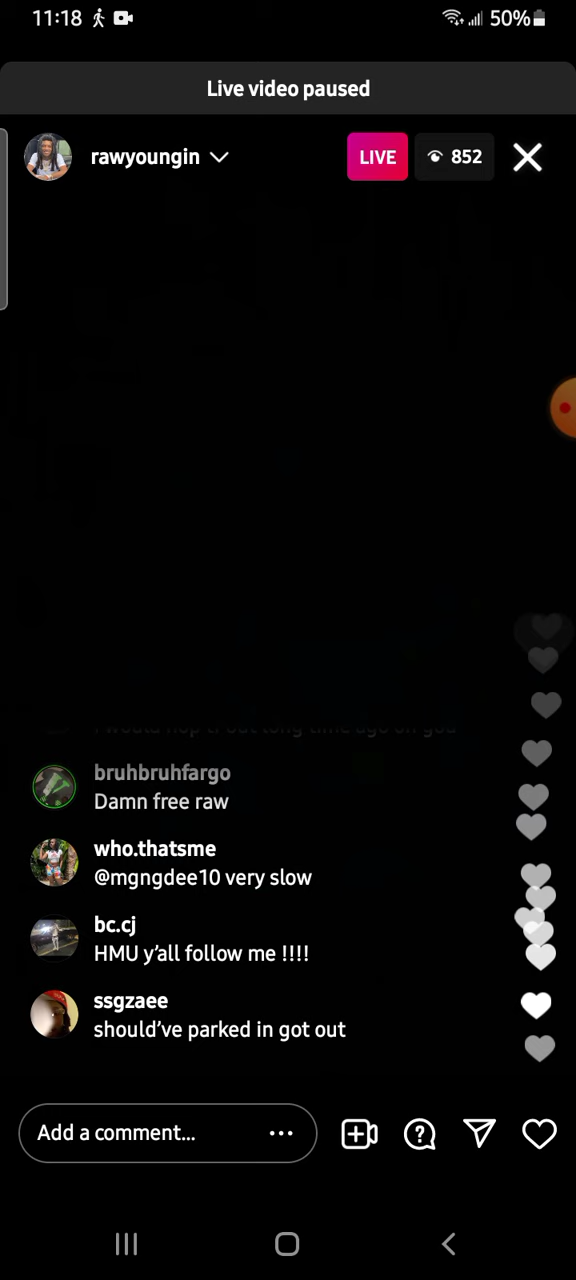 11:18 50%
Live video paused
rawyoungin LIVE 852
bruhbruhfargo
Damn free raw
who.thatsme
@mgngdee10 very slow
bc.cj
HMU y’all follow me !!!!
ssgzaee
should’ve parked in got out
Add a comment...